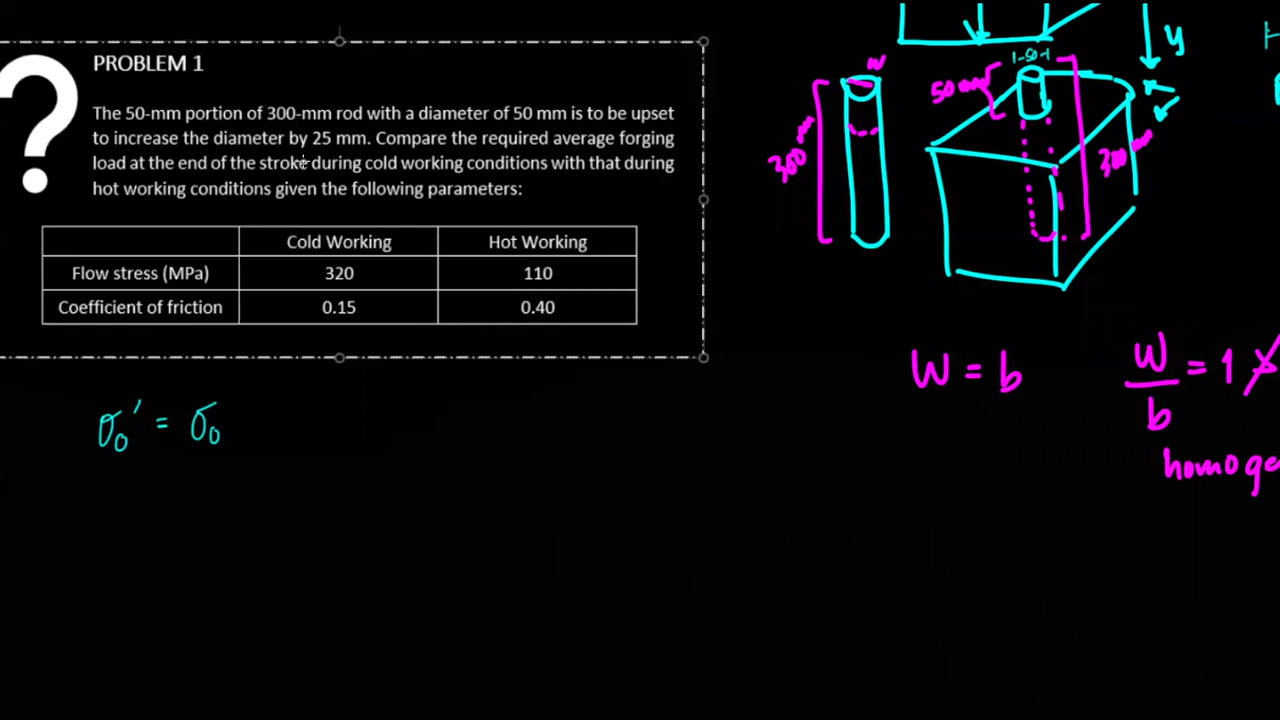 ?
PROBLEM 1
The 50-mm portion of 300-mm rod with a diameter of 50 mm is to be upset
to increase the diameter by 25 mm. Compare the required average forging
load at the end of the stroke during cold working conditions with that during
hot working conditions given the following parameters:
Cold Working Hot Working
Flow stress (MPa) 320 110
Coefficient of friction 0.15 0.40
σ₀' = σ₀
y
w
300 mm
50 mm
|-50-|
300 mm
W = b
W/b = 1
homoge